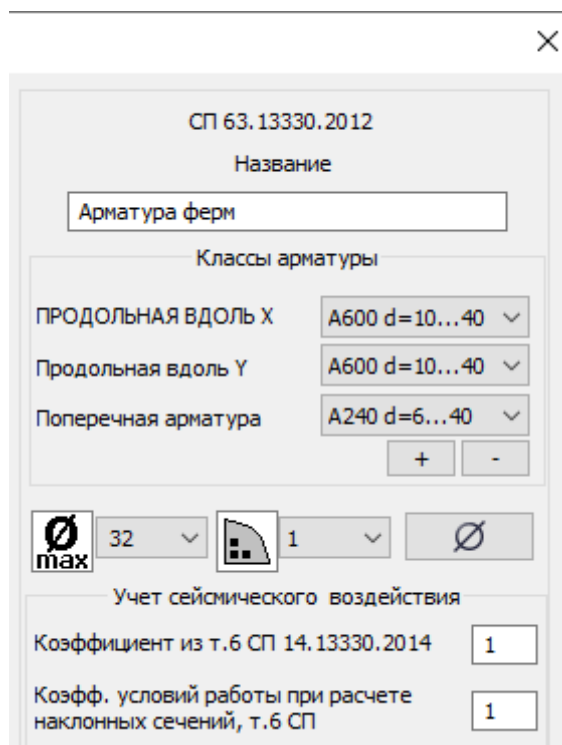 СП 63.13330.2012
Название
Арматура ферм
Классы арматуры
ПРОДОЛЬНАЯ ВДОЛЬ X A600 d=10...40
Продольная вдоль Y A600 d=10...40
Поперечная арматура A240 d=6...40
+ -
Ø max 32 1 Ø
Учет сейсмического воздействия
Коэффициент из т.6 СП 14.13330.2014 1
Коэфф. условий работы при расчете
наклонных сечений, т.6 СП 1